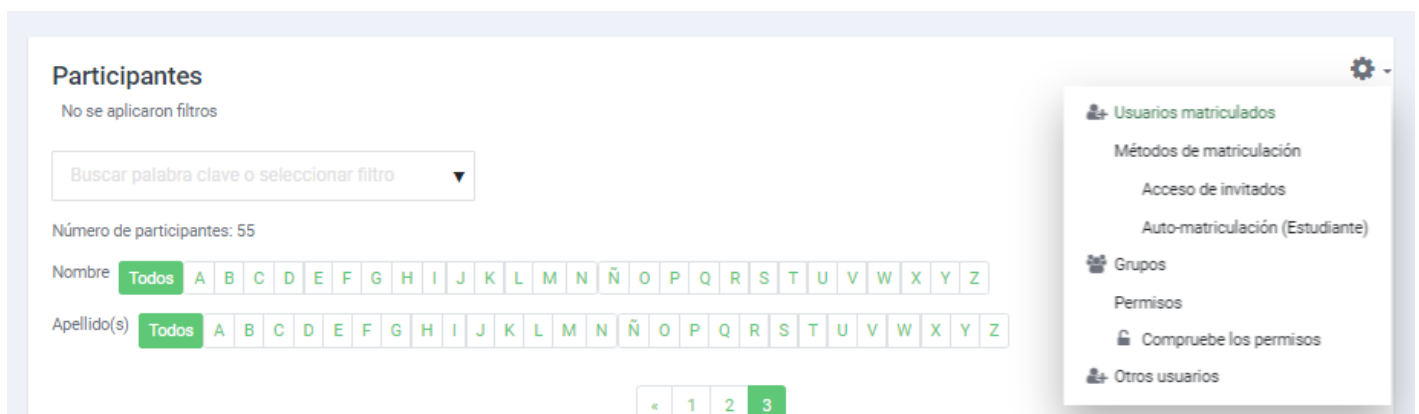 Participantes
No se aplicaron filtros
Buscar palabra clave o seleccionar filtro ▼
Número de participantes: 55
Nombre Todos A B C D E F G H I J K L M N Ñ O P Q R S T U V W X Y Z
Apellido(s) Todos A B C D E F G H I J K L M N Ñ O P Q R S T U V W X Y Z
« 1 2 3
Usuarios matriculados
Métodos de matriculación
Acceso de invitados
Auto-matriculación (Estudiante)
Grupos
Permisos
Compruebe los permisos
Otros usuarios